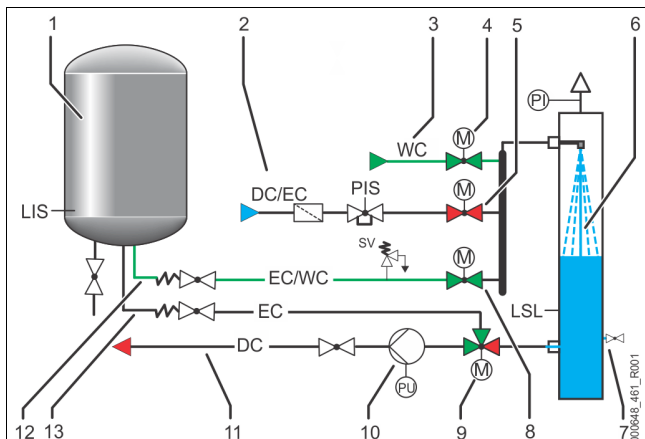 1 2 3 4 5 6
M
PI
WC
M
DC/EC PIS
LIS
SV
M
EC/WC
LSL
EC
DC
PU
M
12 13 11 10 9 8 7
000648_461_R001